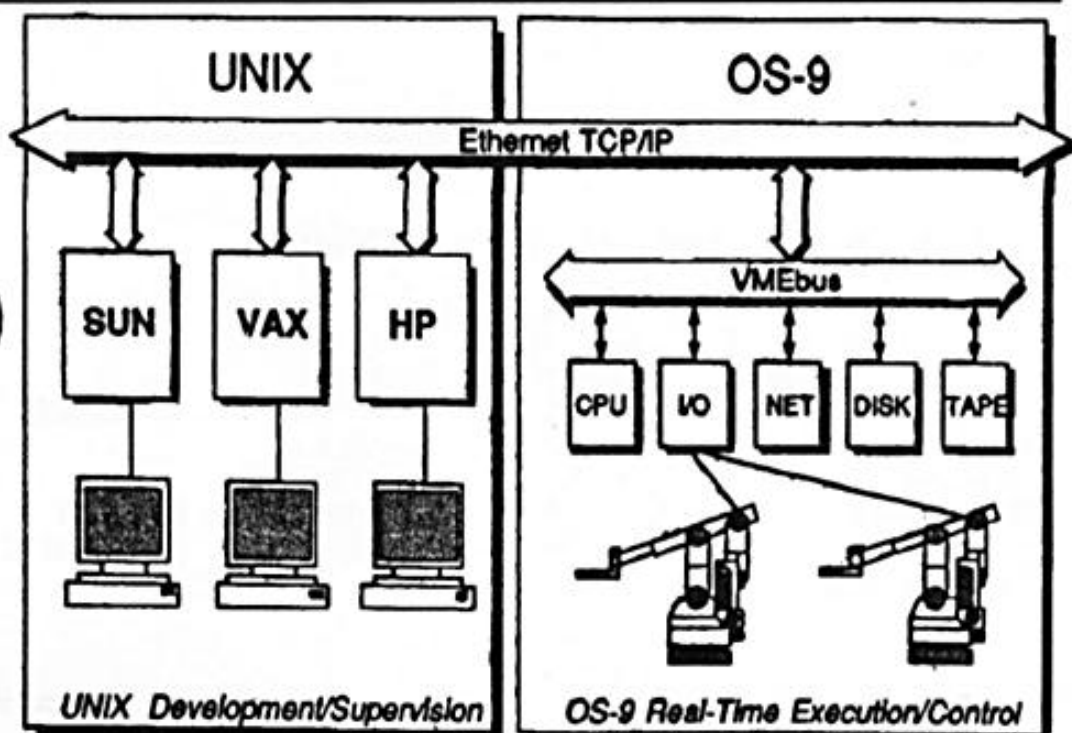 UNIX
OS-9
Ethernet TCP/IP
VMEbus
SUN
VAX
HP
CPU
I/O
NET
DISK
TAPE
UNIX Development/Supervision
OS-9 Real-Time Execution/Control